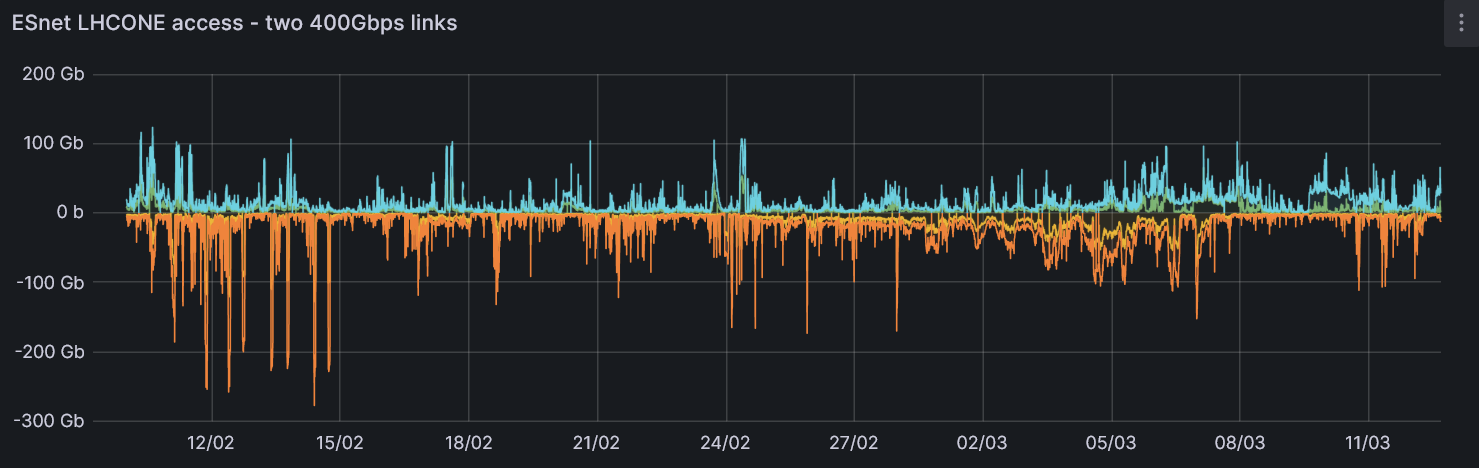 ESnet LHCONE access - two 400Gbps links
200 Gb
100 Gb
0 b
-100 Gb
-200 Gb
-300 Gb
12/02 15/02 18/02 21/02 24/02 27/02 02/03 05/03 08/03 11/03